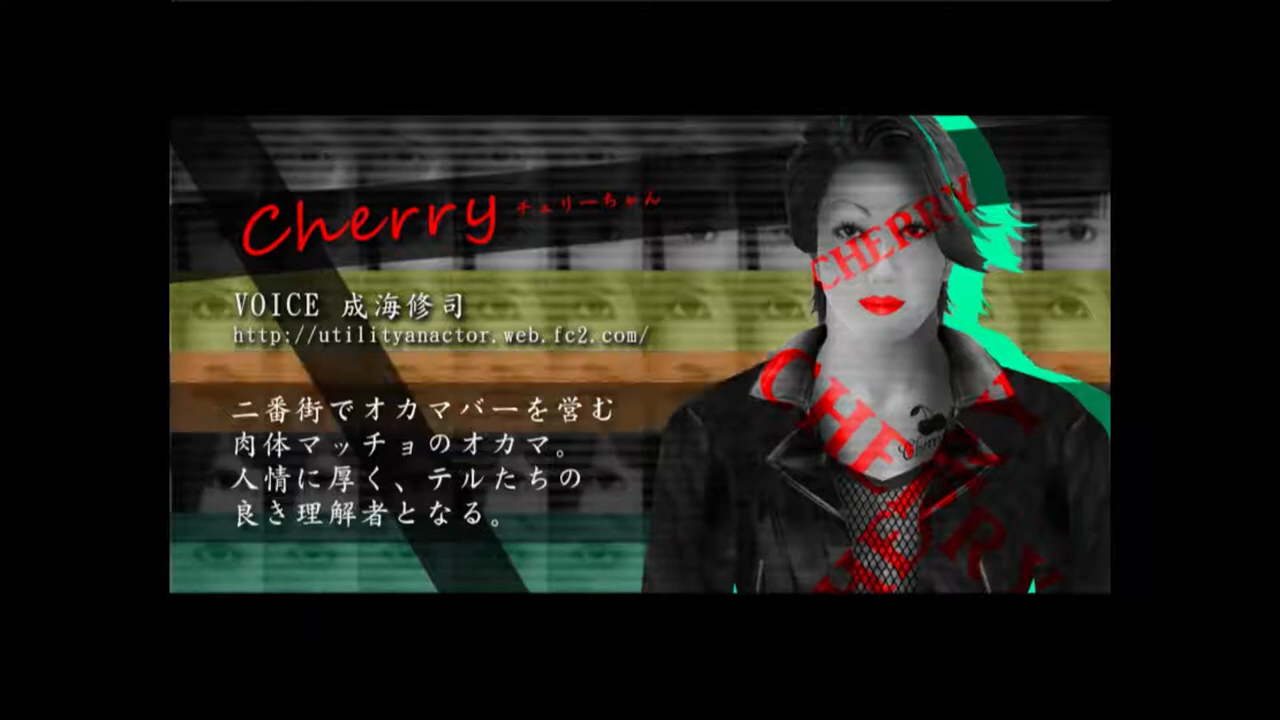 Cherry チェリーちゃん
VOICE 成海修司
http://utilityanactor.web.fc2.com/
二番街でオカマバーを営む
肉体マッチョのオカマ。
人情に厚く、テルたちの
良き理解者となる。
CHERRY
CHERRY
Cherry
CHERRY